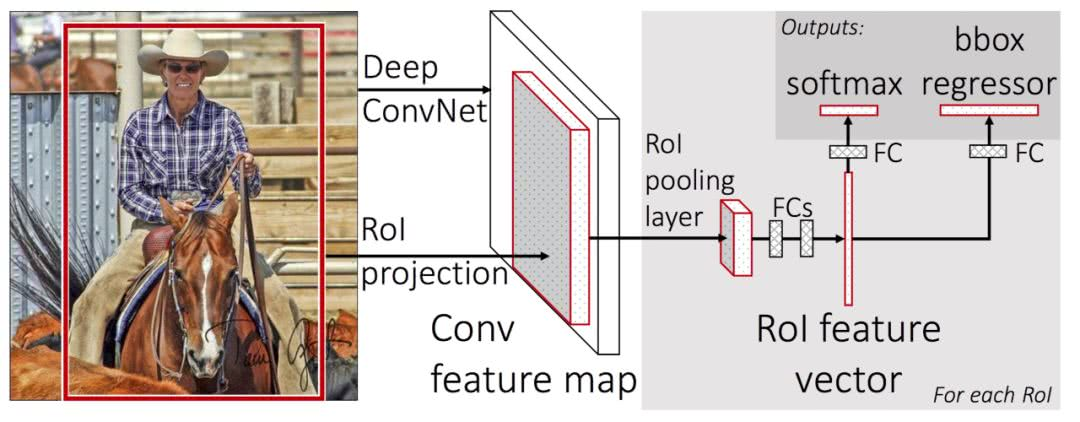 Deep
ConvNet
RoI
projection
Conv
feature map
RoI
pooling
layer
FCs
RoI feature
vector
For each RoI
Outputs:
softmax
bbox
regressor
FC
FC